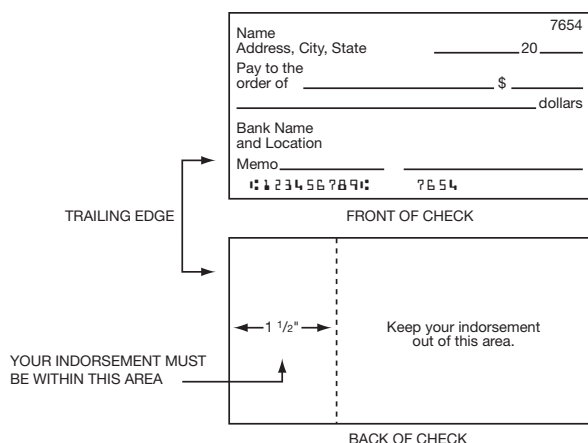 7654
Name
Address, City, State
20
Pay to the
order of $
dollars
Bank Name
and Location
Memo
⑆123456789⑆ 7654
TRAILING EDGE
FRONT OF CHECK
1 1/2"
Keep your indorsement
out of this area.
YOUR INDORSEMENT MUST
BE WITHIN THIS AREA
BACK OF CHECK